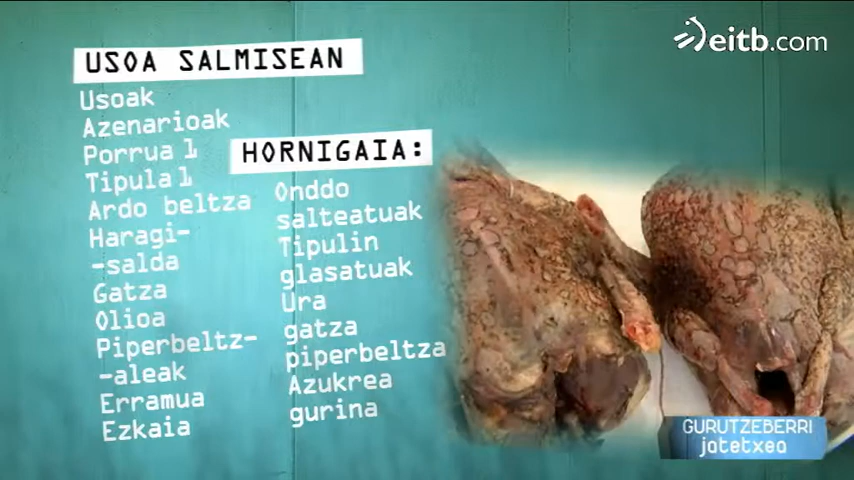 eitb.com
USOA SALMISEAN
Usoak
Azenarioak
Porrua 1
Tipula 1
Ardo beltza
Haragi-
-salda
Gatza
Olioa
Piperbeltz-
-aleak
Erramua
Ezkaia
HORNIGAIA:
Onddo
salteatuak
Tipulin
glasatuak
Ura
gatza
piperbeltza
Azukrea
gurina
GURUTZEBERRI
jatetxea